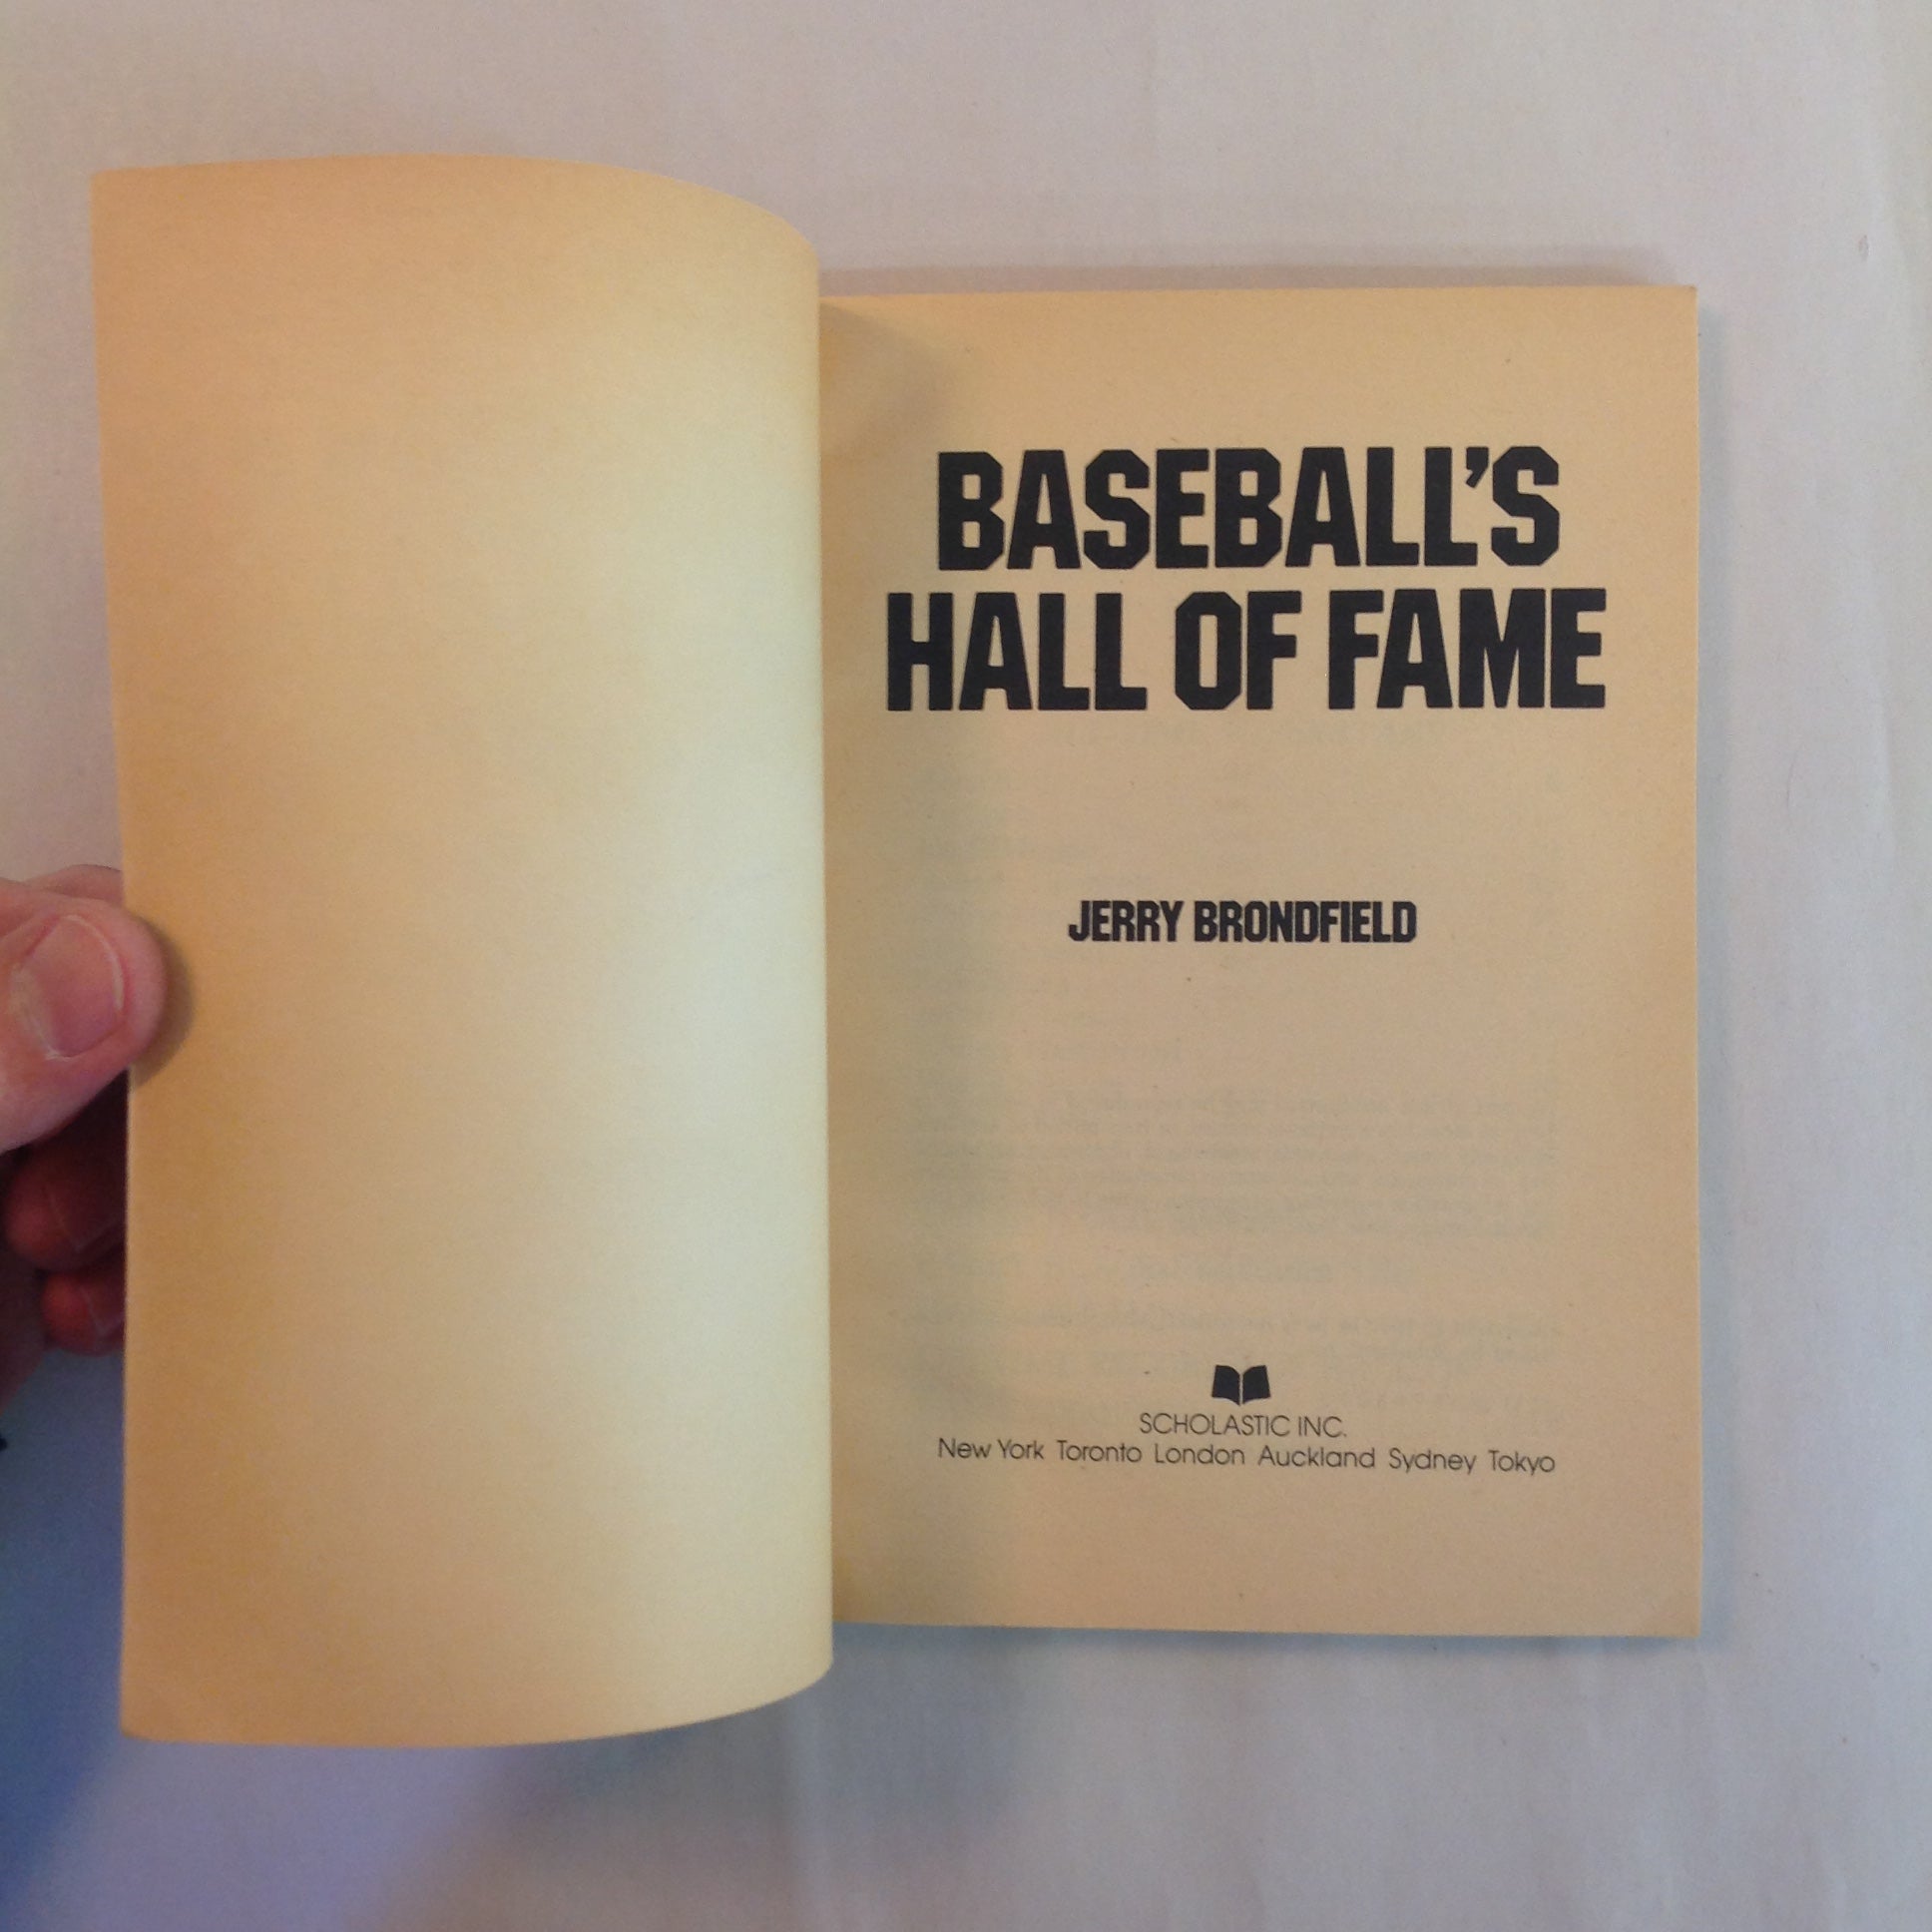 BASEBALL'S
HALL OF FAME
JERRY BRONDFIELD
SCHOLASTIC INC.
New York Toronto London Auckland Sydney Tokyo